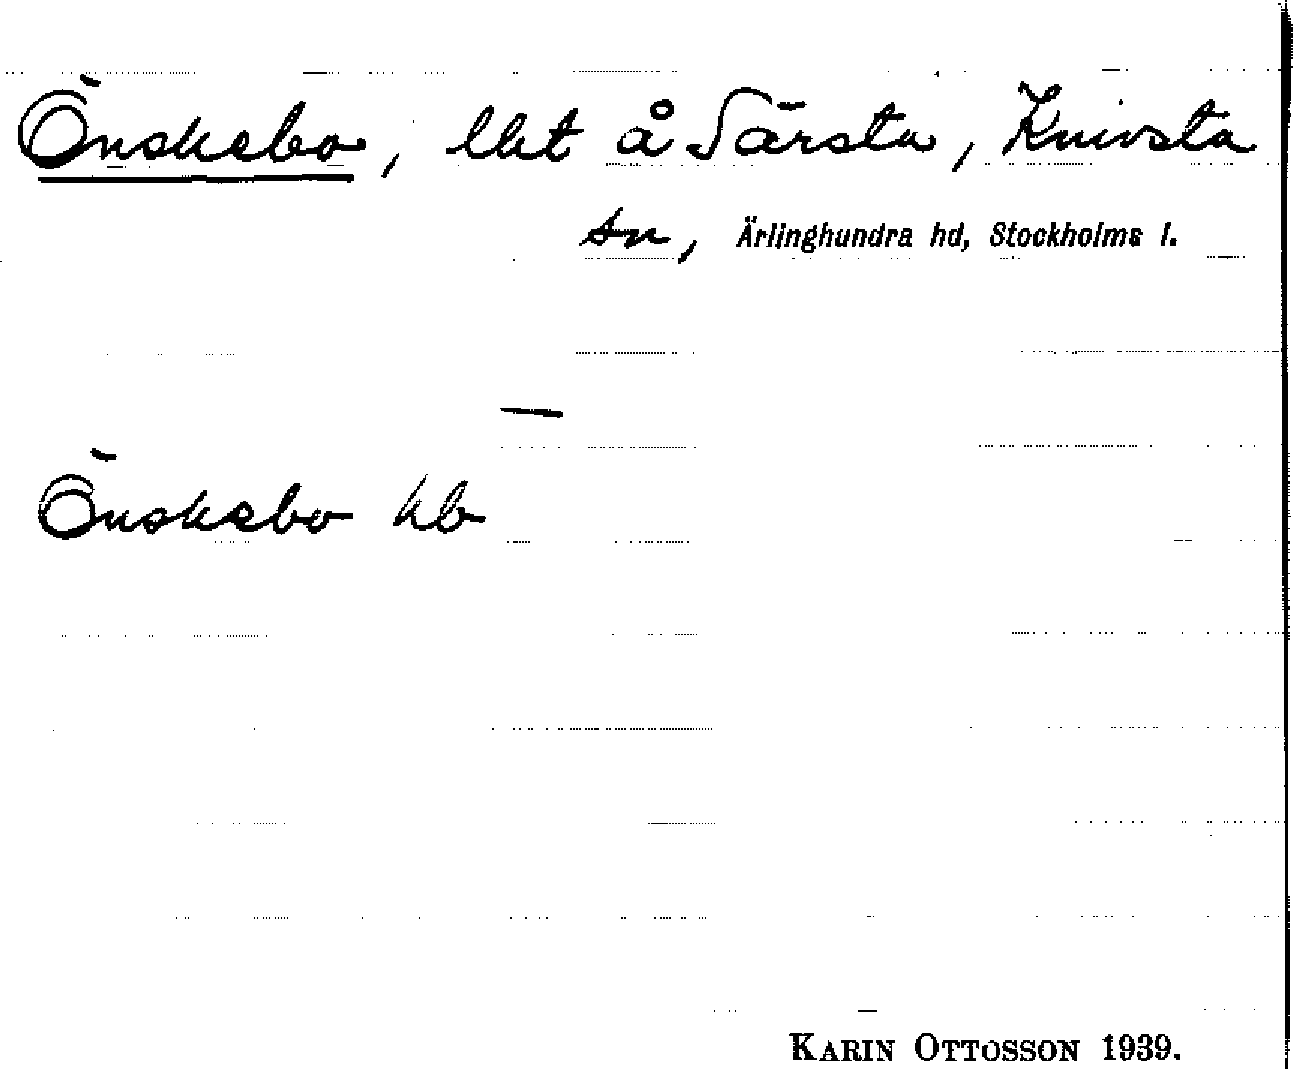 Önskebo, lht å Särsta, Knivsta
sn, Ärlinghundra hd, Stockholms l.
—
Önskebo hb
KARIN OTTOSSON 1939.